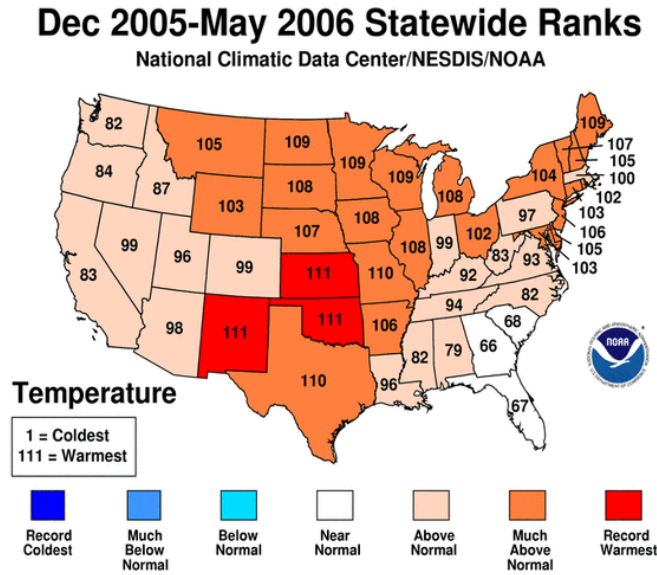 Dec 2005-May 2006 Statewide Ranks
National Climatic Data Center/NESDIS/NOAA
82
105
109
109
109
107
105
100
102
103
106
105
103
84
87
103
108
109
108
104
97
83
99
96
99
107
108
108
99
102
83
93
111
110
92
82
98
111
111
106
94
68
110
96
82
79
66
67
NOAA
Temperature
1 = Coldest
111 = Warmest
Record
Coldest
Much
Below
Normal
Below
Normal
Near
Normal
Above
Normal
Much
Above
Normal
Record
Warmest